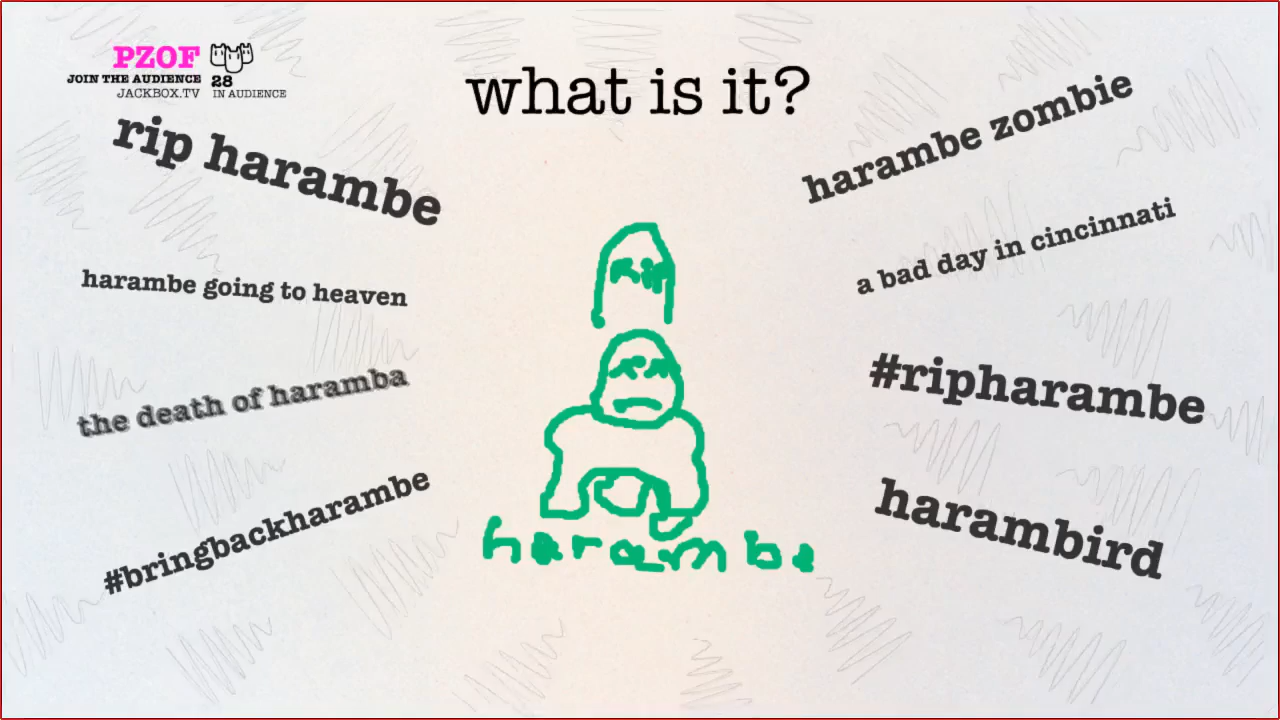 PZOF
JOIN THE AUDIENCE
JACKBOX.TV
28
IN AUDIENCE
what is it?
rip harambe
harambe going to heaven
the death of haramba
#bringbackharambe
harambe zombie
a bad day in cincinnati
#ripharambe
harambird
Rip
harambe